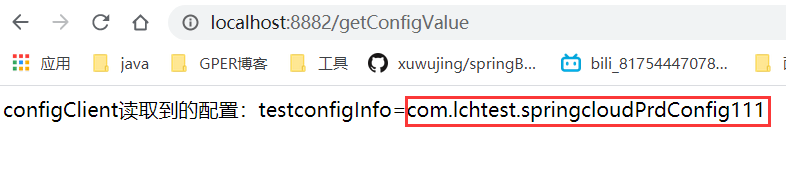 localhost:8882/getConfigValue
应用 java GPER博客 工具 xuwujing/springB... bili_81754447078...
configClient读取到的配置：testconfigInfo=com.lchtest.springcloudPrdConfig111